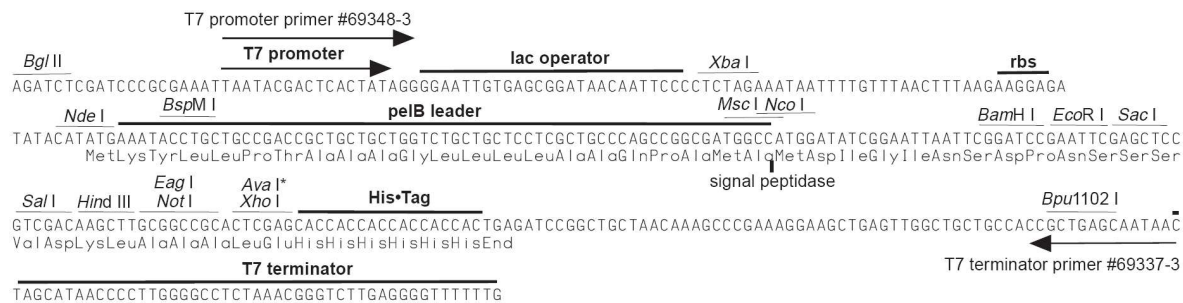 T7 promoter primer #69348-3
Bgl II T7 promoter lac operator Xba I rbs
AGATCTCGATCCCGCGAAATTAATACGACTCACTATAGGGGAATTGTGAGCGGATAACAATTCCCCTCTAGAAATAATTTTGTTTAACTTTAAGAAGGAGA
Nde I BspM I pelB leader Msc I Nco I BamH I EcoR I Sac I
TATACATATGAAATACCTGCTGCCGACCGCTGCTGCTGGTCTGCTGCTCCTCGCTGCCCAGCCGGCGATGGCCATGGATATCGGAATTAATTCGGATCCGAATTCGAGCTCC
MetLysTyrLeuLeuProThrAlaAlaAlaGlyLeuLeuLeuLeuAlaAlaGlnProAlaMetAlaMetAspIleGlyIleAsnSerAspProAsnSerSerSer
signal peptidase
Sal I Hind III Eag I Not I Ava I* Xho I His•Tag Bpu1102 I
GTCGACAAGCTTGCGGCCGCACTCGAGCACCACCACCACCACCACTGAGATCCGGCTGCTAACAAAGCCCGAAAGGAAGCTGAGTTGGCTGCTGCCACCGCTGAGCAATAAC
ValAspLysLeuAlaAlaAlaLeuGluHisHisHisHisHisHisEnd
T7 terminator T7 terminator primer #69337-3
TAGCATAACCCCTTGGGGCCTCTAAACGGGTCTTGAGGGGTTTTTTG